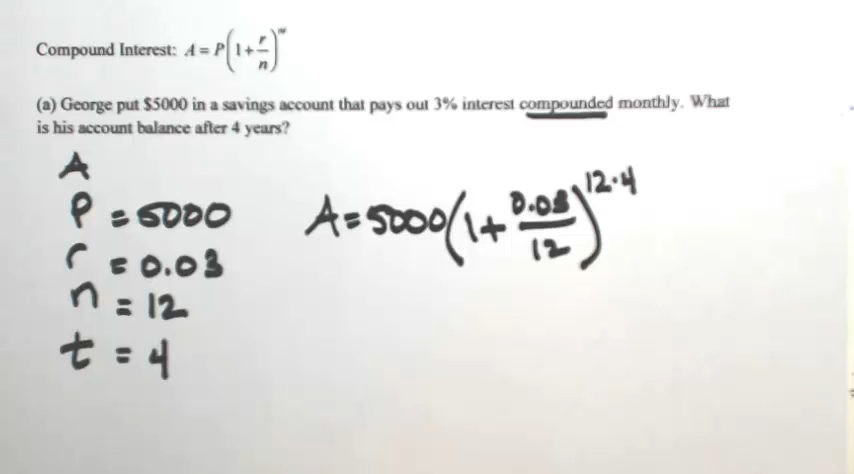 Compound Interest: A = P(1 + r/n)^nt
(a) George put $5000 in a savings account that pays out 3% interest compounded monthly. What
is his account balance after 4 years?
A
P = 5000
r = 0.03
n = 12
t = 4
A = 5000(1 + 0.03/12)^12·4